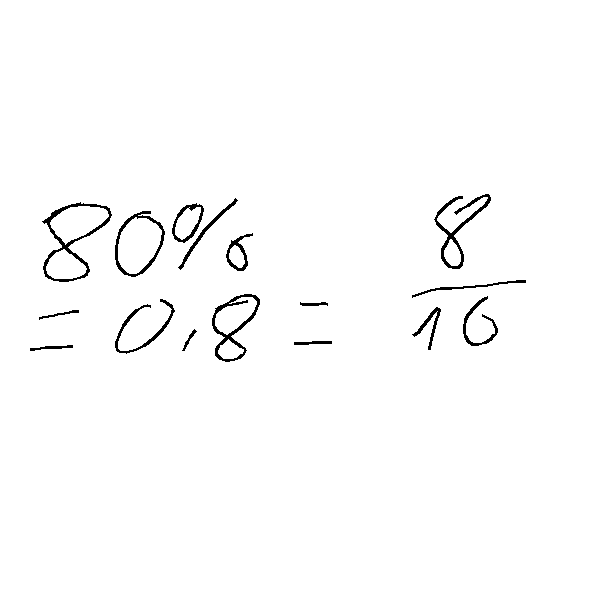 80%
= 0,8 = 8/10